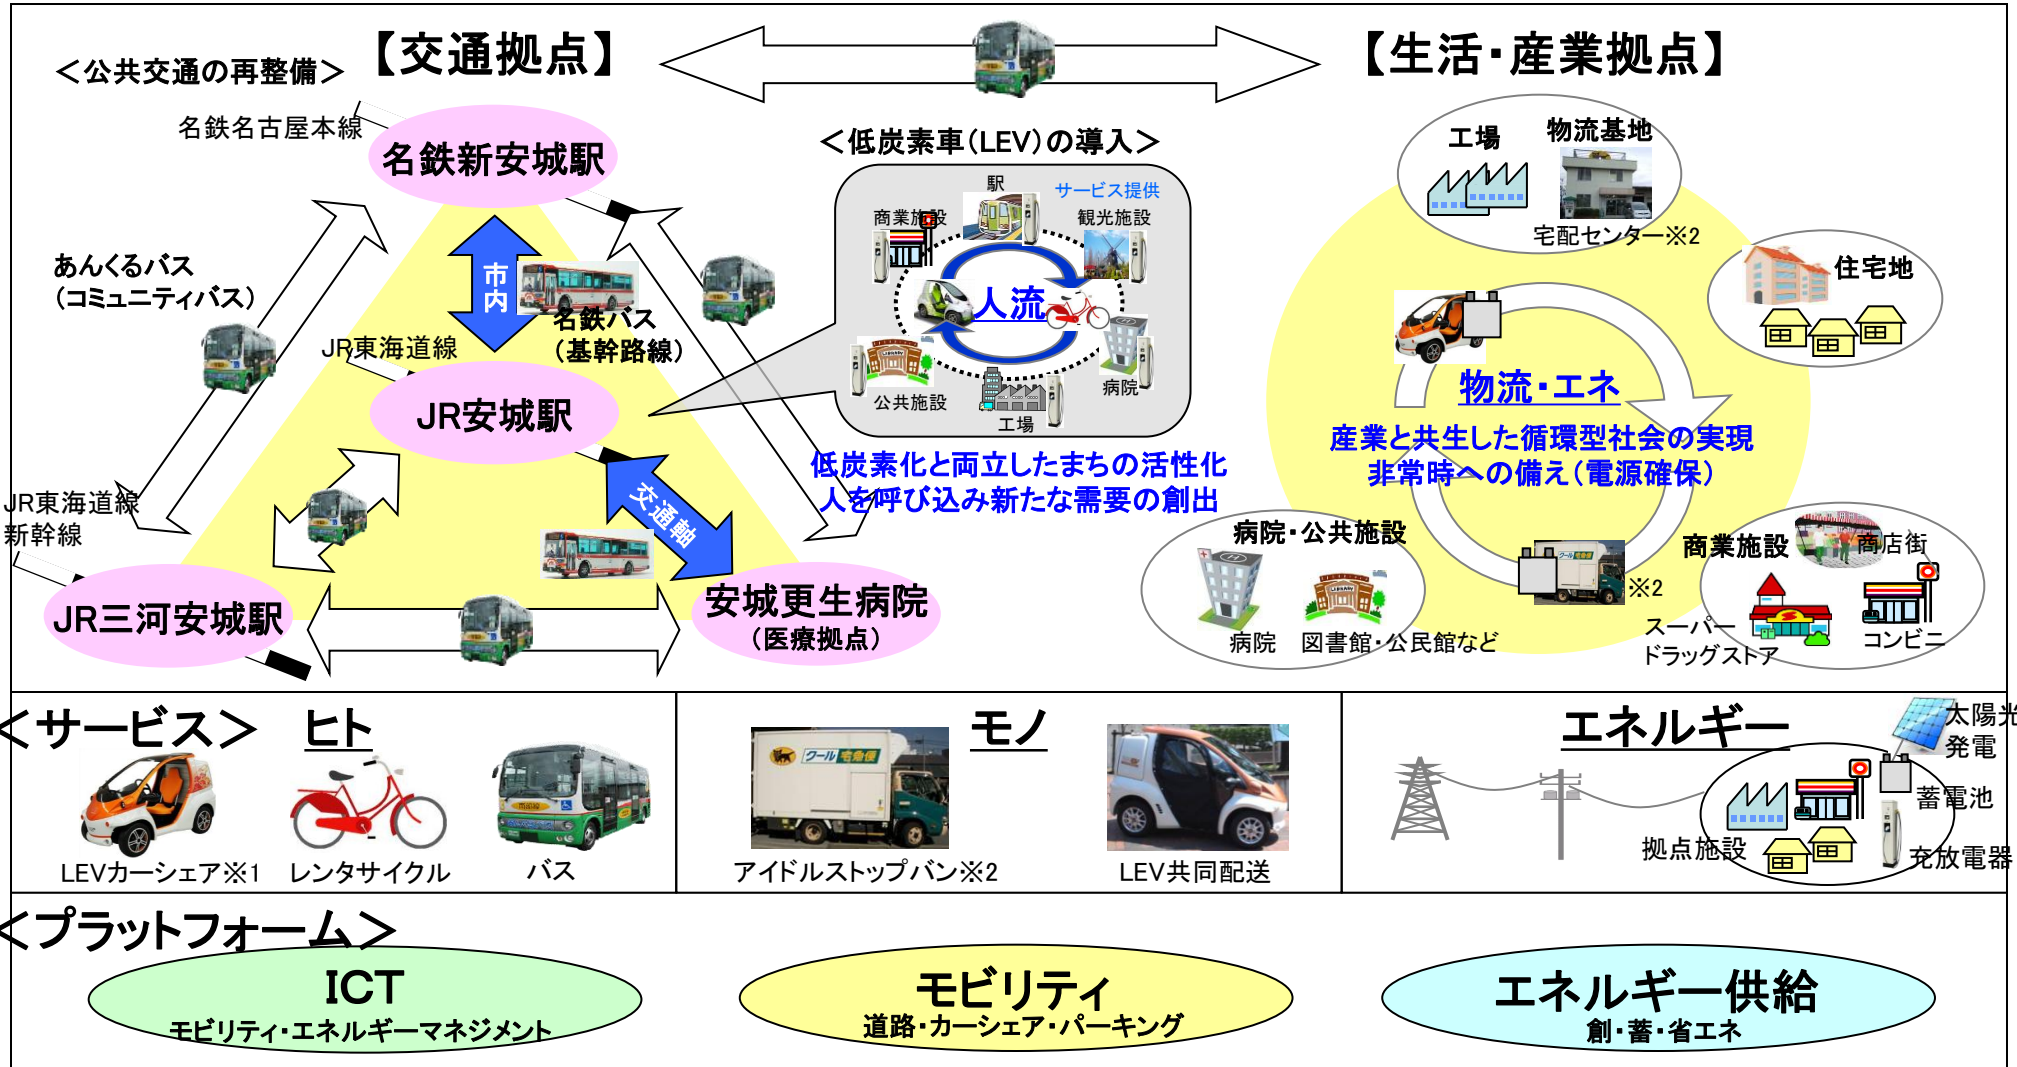 【交通拠点】
＜公共交通の再整備＞
名鉄名古屋本線
名鉄新安城駅
あんくるバス
（コミュニティバス）
市内
名鉄バス
（基幹路線）
JR東海道線
JR安城駅
交通軸
JR東海道線
新幹線
JR三河安城駅
安城更生病院
（医療拠点）
＜低炭素車（LEV）の導入＞
駅
サービス提供
商業施設
観光施設
人流
公共施設
病院
工場
低炭素化と両立したまちの活性化
人を呼び込み新たな需要の創出
【生活・産業拠点】
工場
物流基地
宅配センター※2
住宅地
物流・エネ
産業と共生した循環型社会の実現
非常時への備え（電源確保）
病院・公共施設
病院
図書館・公民館など
※2
商業施設
商店街
スーパー
ドラッグストア
コンビニ
＜サービス＞
ヒト
LEVカーシェア※1
レンタサイクル
バス
モノ
クール宅急便
アイドルストップバン※2
LEV共同配送
エネルギー
太陽光
発電
蓄電池
拠点施設
充放電器
＜プラットフォーム＞
ICT
モビリティ・エネルギーマネジメント
モビリティ
道路・カーシェア・パーキング
エネルギー供給
創・蓄・省エネ